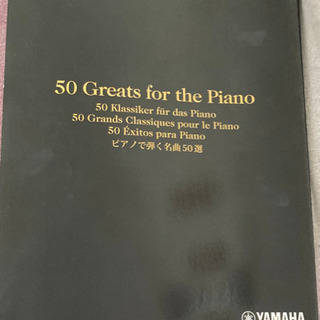 50 Greats for the Piano
50 Klassiker für das Piano
50 Grands Classiques pour le Piano
50 Éxitos para Piano
ピアノで弾く名曲50選
YAMAHA